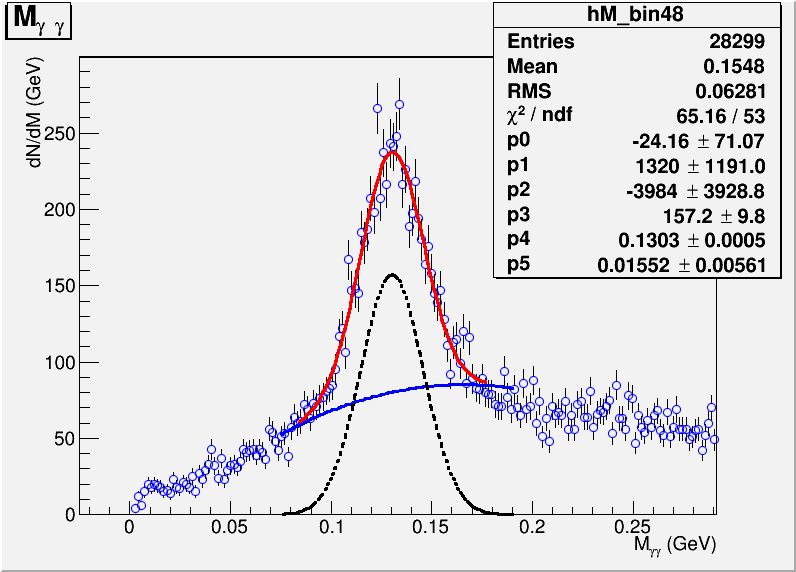 Mγ γ
hM_bin48
Entries 28299
Mean 0.1548
RMS 0.06281
χ² / ndf 65.16 / 53
p0 -24.16 ± 71.07
p1 1320 ± 1191.0
p2 -3984 ± 3928.8
p3 157.2 ± 9.8
p4 0.1303 ± 0.0005
p5 0.01552 ± 0.00561
dN/dM (GeV)
250
200
150
100
50
0
0 0.05 0.1 0.15 0.2 0.25
Mγγ (GeV)